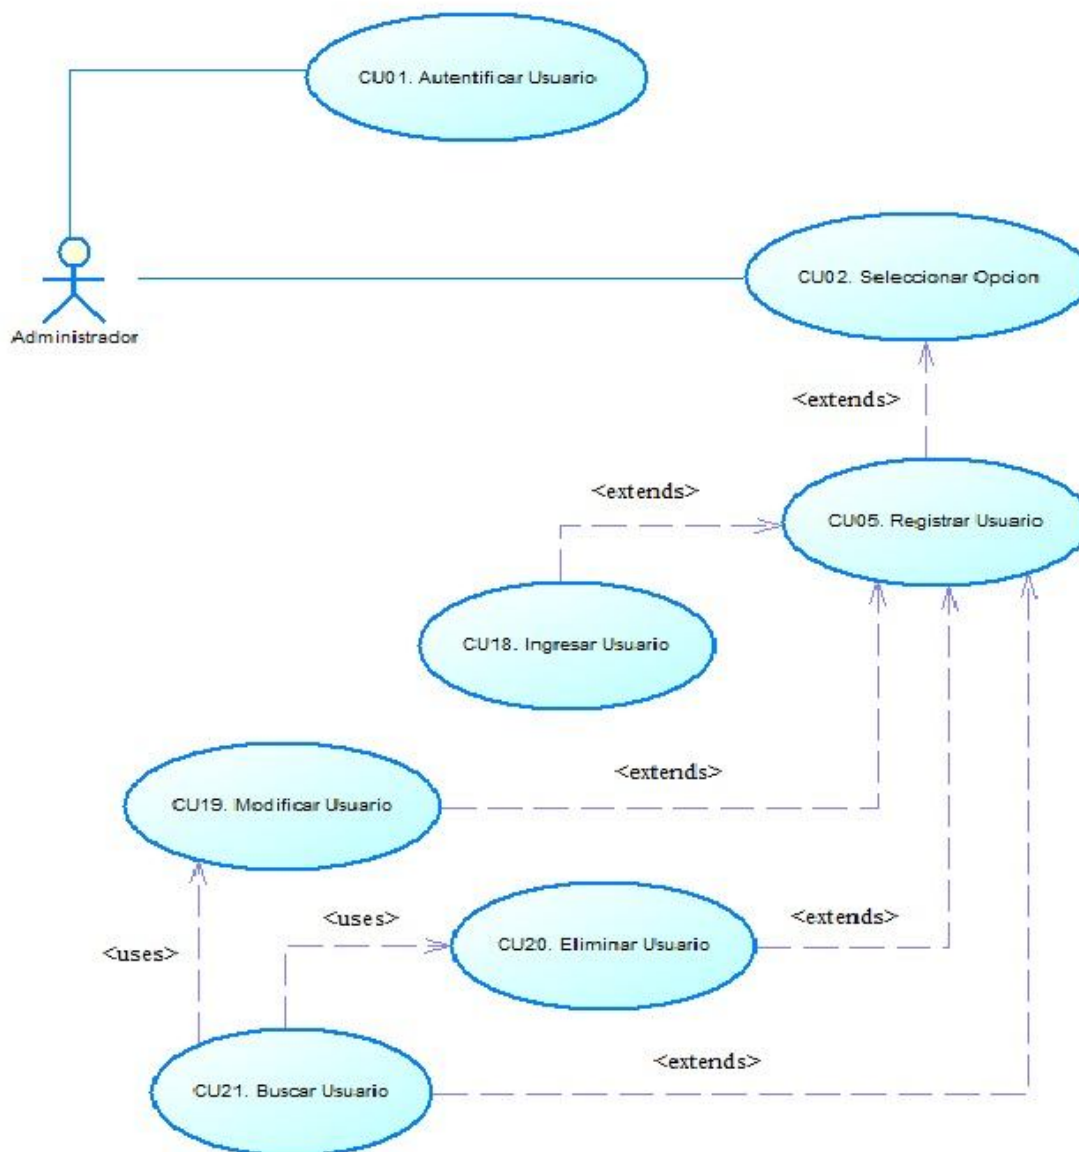 CU01. Autentificar Usuario
CU02. Seleccionar Opcion
Administrador
<extends>
<extends>
CU05. Registrar Usuario
CU18. Ingresar Usuario
<extends>
CU19. Modificar Usuario
<uses>
<extends>
CU20. Eliminar Usuario
<uses>
<extends>
CU21. Buscar Usuario